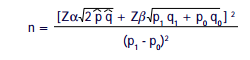 n = [Zα√2 p̂ q̂ + Zβ√p₁ q₁ + p₀ q₀] ²
(p₁ - p₀)²